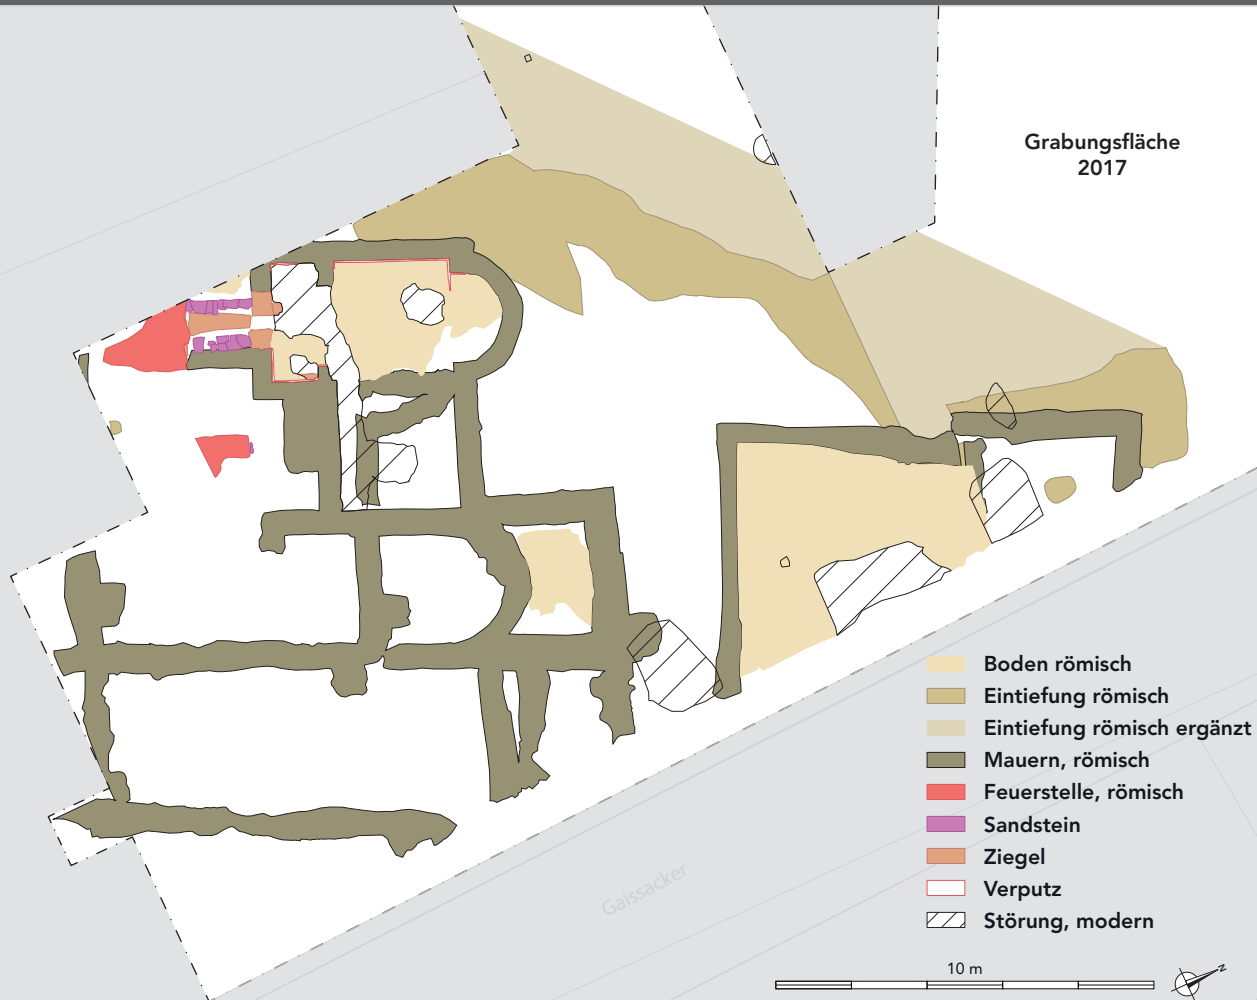 Grabungsfläche
2017
Boden römisch
Eintiefung römisch
Eintiefung römisch ergänzt
Mauern, römisch
Feuerstelle, römisch
Sandstein
Ziegel
Verputz
Störung, modern
Gaissacker
10 m
N